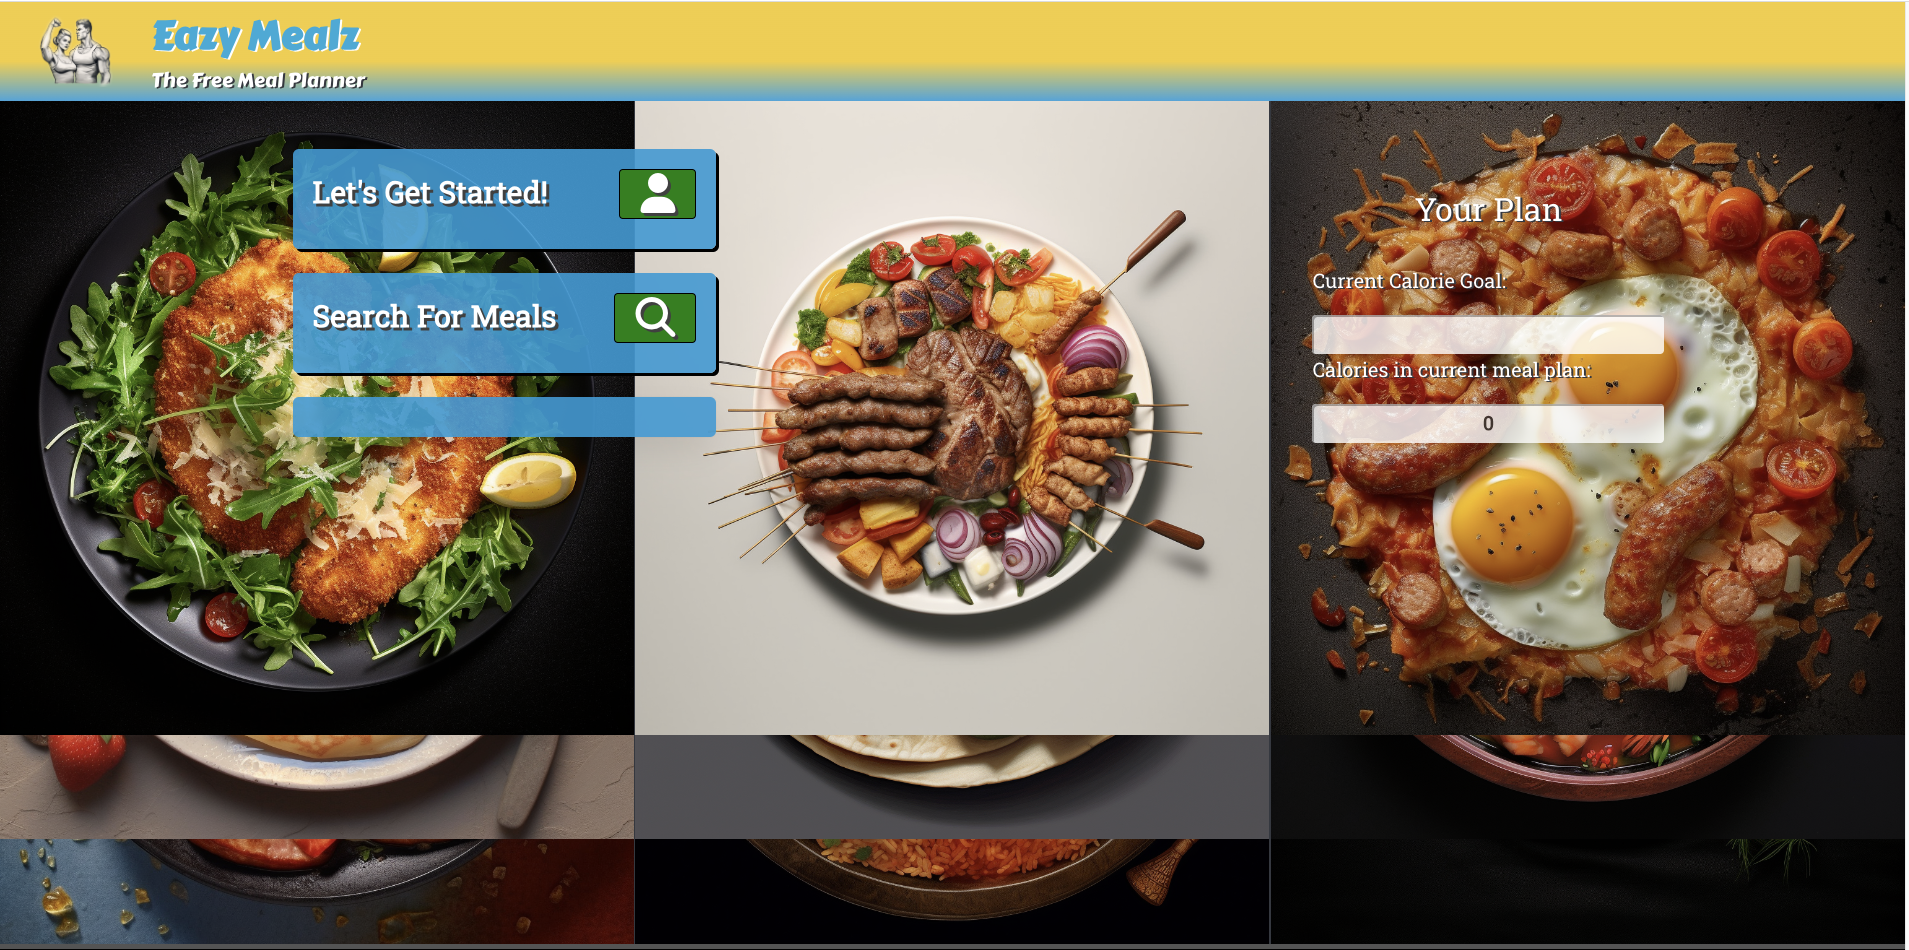 Eazy Mealz
The Free Meal Planner
Let's Get Started!
Search For Meals
Your Plan
Current Calorie Goal:
Calories in current meal plan:
0